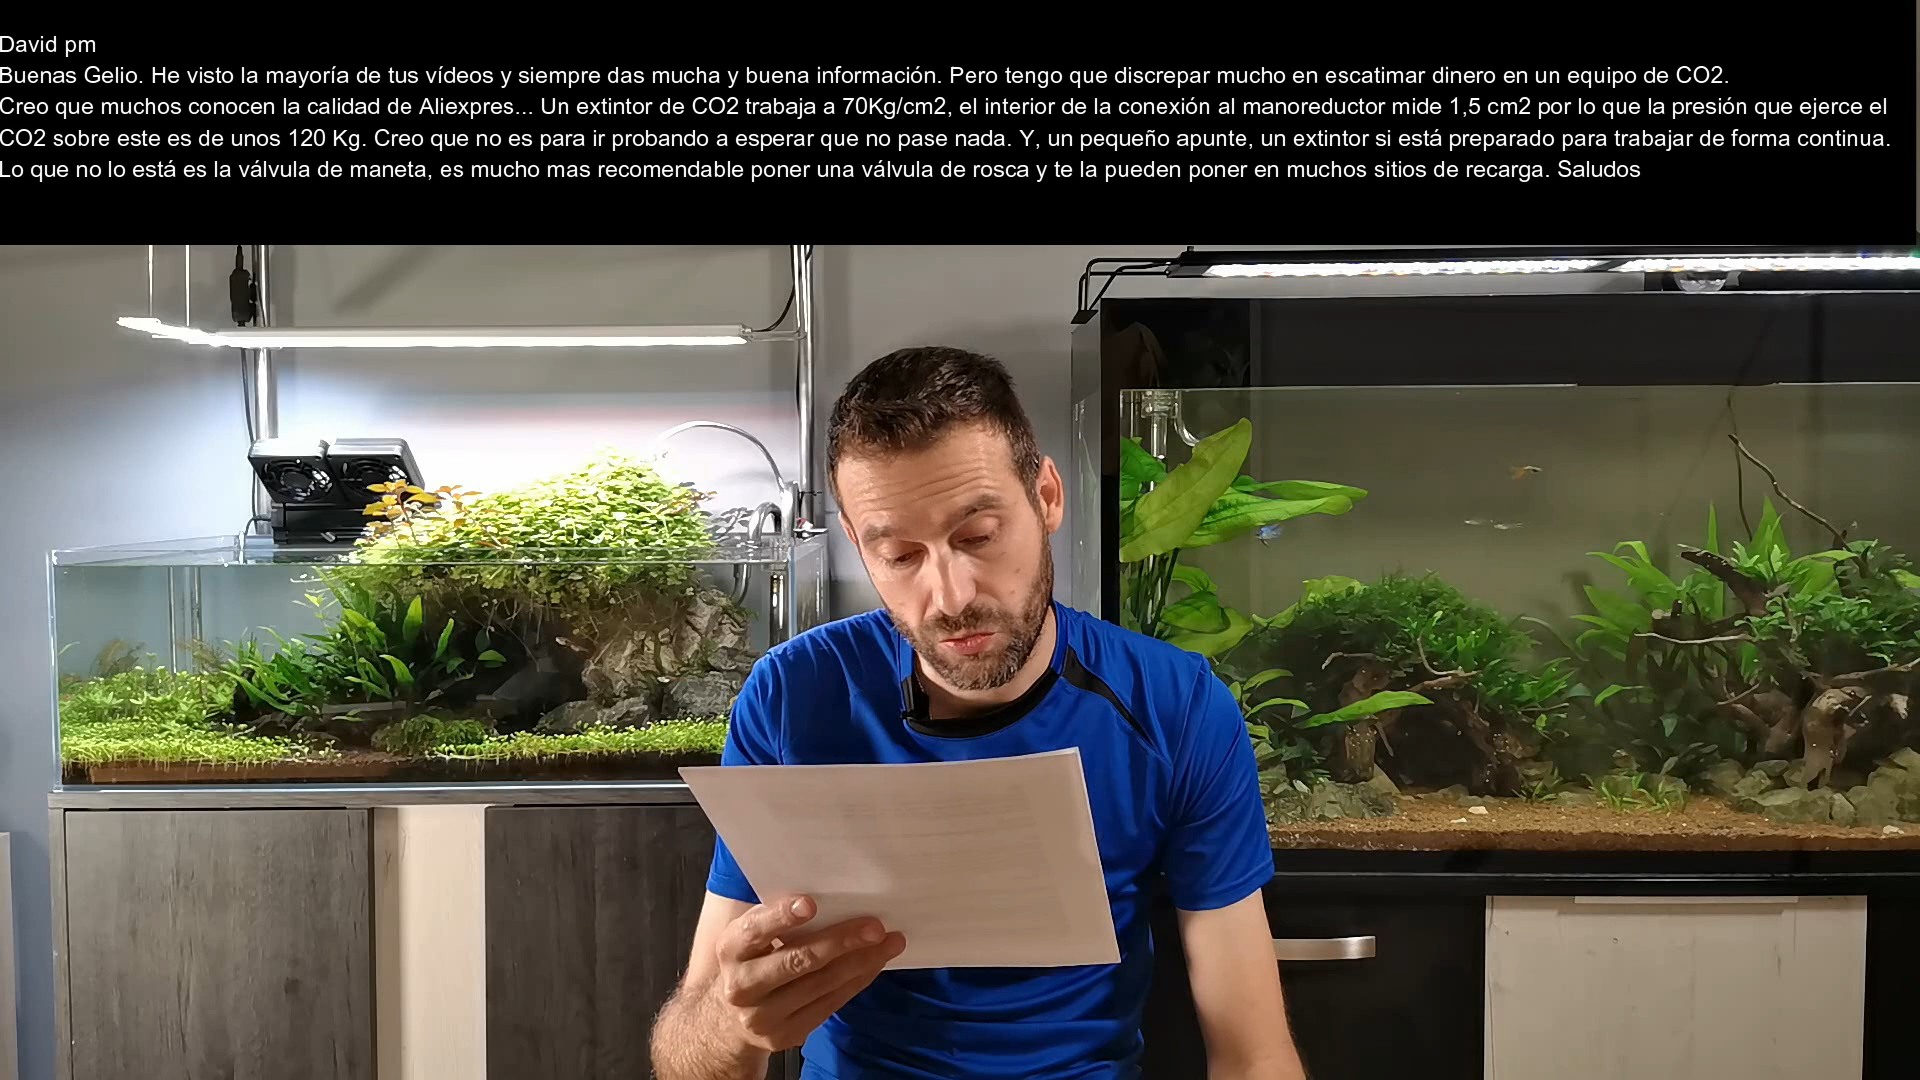 David pm
Buenas Gelio. He visto la mayoría de tus vídeos y siempre das mucha y buena información. Pero tengo que discrepar mucho en escatimar dinero en un equipo de CO2.
Creo que muchos conocen la calidad de Aliexpres... Un extintor de CO2 trabaja a 70Kg/cm2, el interior de la conexión al manoreductor mide 1,5 cm2 por lo que la presión que ejerce el
CO2 sobre este es de unos 120 Kg. Creo que no es para ir probando a esperar que no pase nada. Y, un pequeño apunte, un extintor si está preparado para trabajar de forma continua.
Lo que no lo está es la válvula de maneta, es mucho mas recomendable poner una válvula de rosca y te la pueden poner en muchos sitios de recarga. Saludos